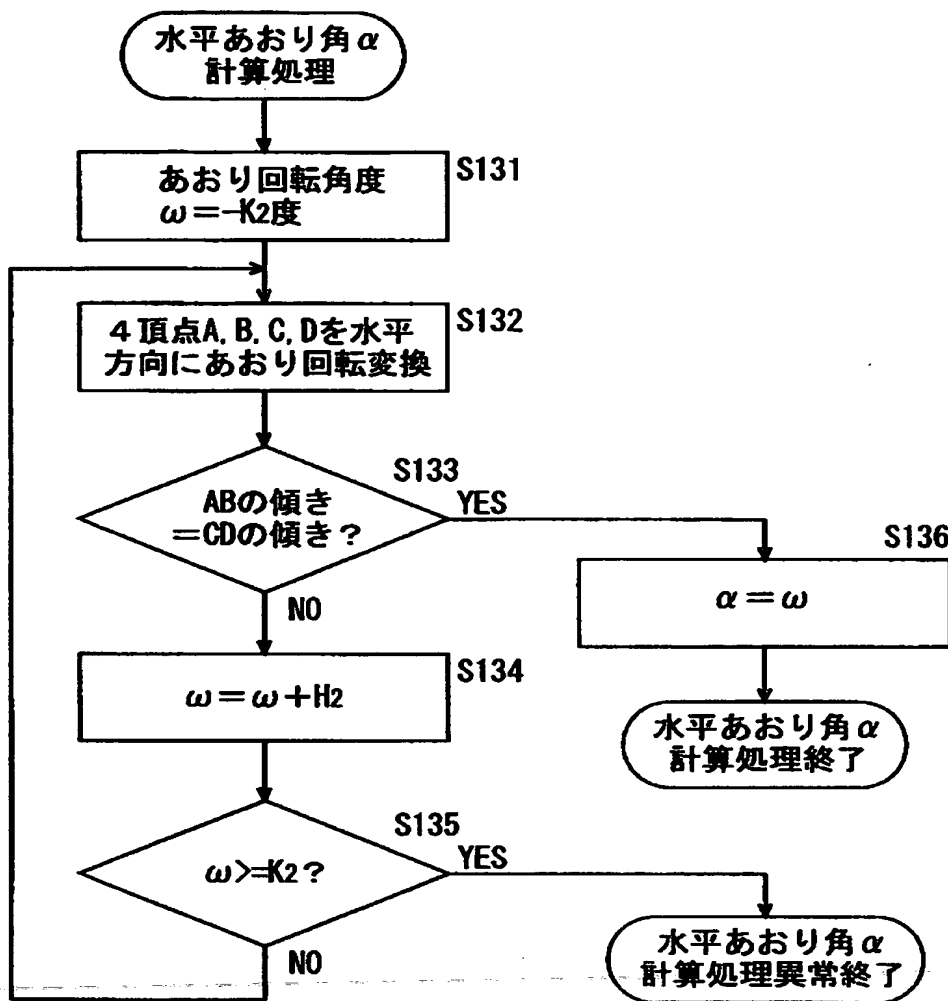 水平あおり角α
計算処理
S131
あおり回転角度
ω=-K2度
S132
4頂点A,B,C,Dを水平
方向にあおり回転変換
S133
ABの傾き
=CDの傾き?
YES
NO
S136
α=ω
S134
ω=ω+H2
水平あおり角α
計算処理終了
S135
ω>=K2?
YES
NO
水平あおり角α
計算処理異常終了